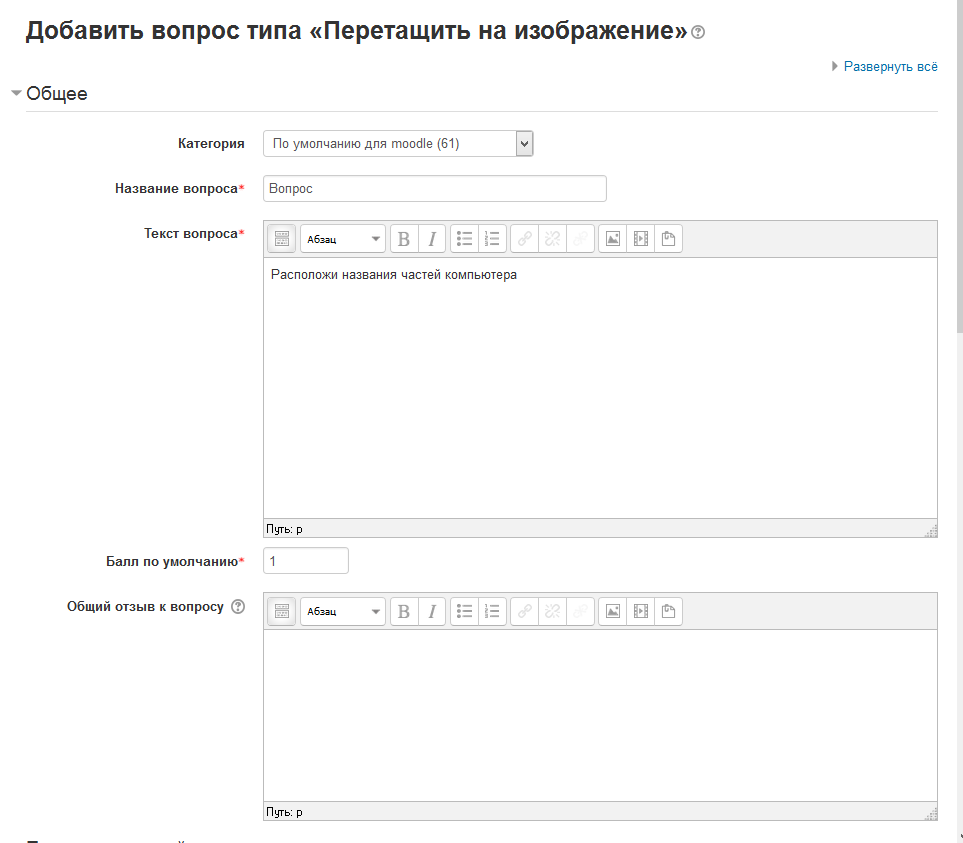 Добавить вопрос типа «Перетащить на изображение»
Развернуть всё
Общее
Категория По умолчанию для moodle (61)
Название вопроса* Вопрос
Текст вопроса* Абзац B I
Расположи названия частей компьютера
Путь: p
Балл по умолчанию* 1
Общий отзыв к вопросу Абзац B I
Путь: p